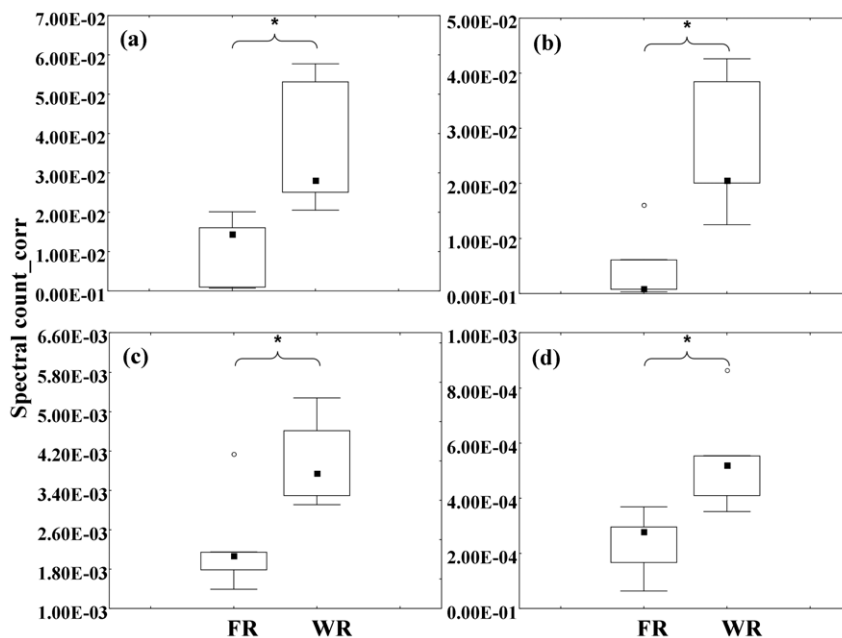 Spectral count_corr
(a)
*
7.00E-02
6.00E-02
5.00E-02
4.00E-02
3.00E-02
2.00E-02
1.00E-02
0.00E-01
(b)
*
5.00E-02
4.00E-02
3.00E-02
2.00E-02
1.00E-02
0.00E-01
(c)
*
6.60E-03
5.80E-03
5.00E-03
4.20E-03
3.40E-03
2.60E-03
1.80E-03
1.00E-03
(d)
*
1.00E-03
8.00E-04
6.00E-04
4.00E-04
2.00E-04
0.00E-01
FR WR
FR WR